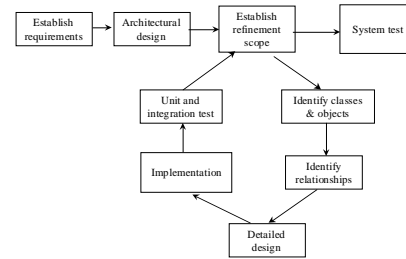 Establish
requirements
Architectural
design
Establish
refinement
scope
System test
Unit and
integration test
Identify classes
& objects
Implementation
Identify
relationships
Detailed
design